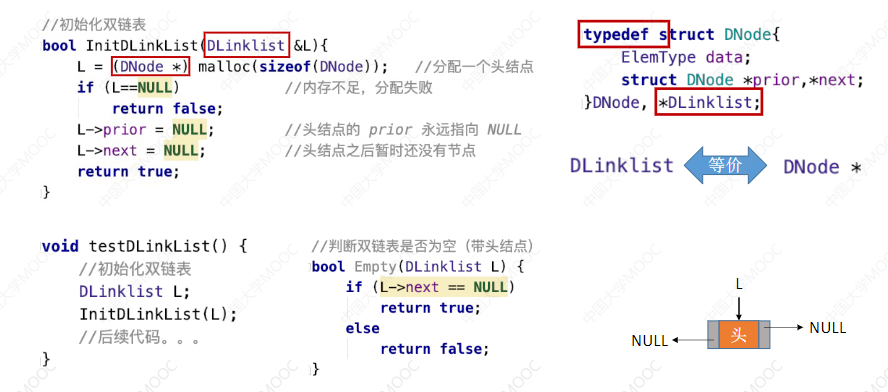 //初始化双链表
bool InitDLinkList(DLinklist &L){
L = (DNode *) malloc(sizeof(DNode)); //分配一个头结点
if (L==NULL) //内存不足，分配失败
return false;
L->prior = NULL; //头结点的 prior 永远指向 NULL
L->next = NULL; //头结点之后暂时还没有节点
return true;
}
typedef struct DNode{
ElemType data;
struct DNode *prior,*next;
}DNode, *DLinklist;
DLinklist 等价 DNode *
void testDLinkList() {
//初始化双链表
DLinklist L;
InitDLinkList(L);
//后续代码。。。
}
//判断双链表是否为空（带头结点）
bool Empty(DLinklist L) {
if (L->next == NULL)
return true;
else
return false;
}
L
头
NULL
NULL
中国大学MOOC